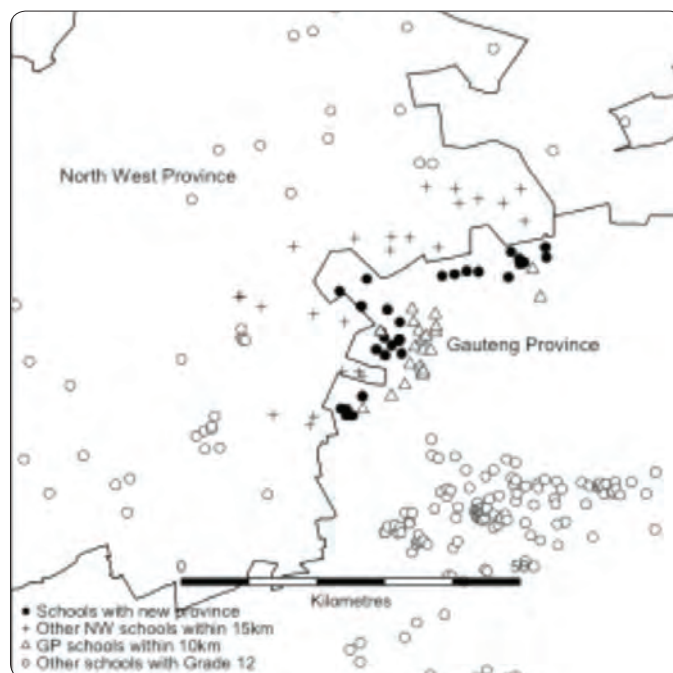 North West Province
Gauteng Province
0
Kilometres
● Schools with new province
+ Other NW schools within 15km
△ GP schools within 10km
○ Other schools with Grade 12